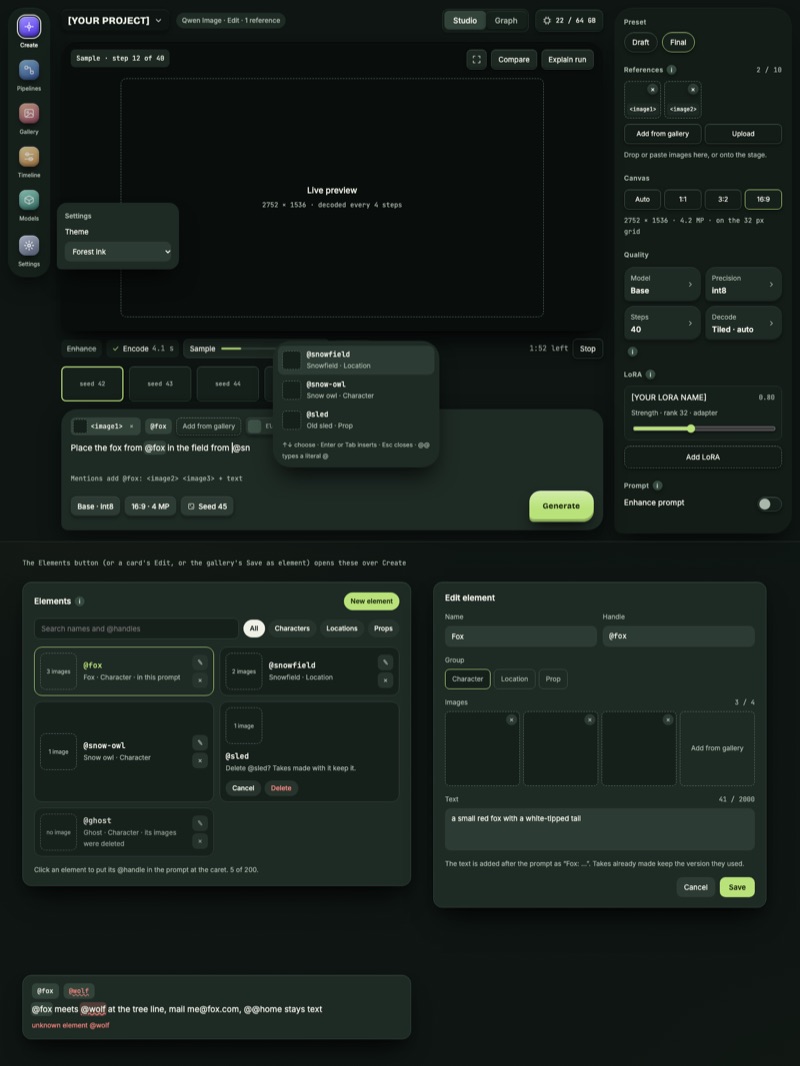 [YOUR PROJECT]
Qwen Image · Edit · 1 reference
Studio
Graph
22 / 64 GB
Create
Pipelines
Gallery
Timeline
Models
Settings
Sample · step 12 of 40
Compare
Explain run
Live preview
2752 × 1536 · decoded every 4 steps
Settings
Theme
Forest Ink
Enhance
✓ Encode 4.1 s
Sample
1:52 left
Stop
seed 42
seed 43
seed 44
@snowfield
Snowfield · Location
@snow-owl
Snow owl · Character
@sled
Old sled · Prop
↑↓ choose · Enter or Tab inserts · Esc closes · @@
types a literal @
<image1> ×
@fox
Add from gallery
Place the fox from @fox in the field from @sn
Mentions add @fox: <image2> <image3> + text
Base · int8
16:9 · 4 MP
Seed 45
Generate
Preset
Draft
Final
References i
2 / 10
×
×
<image1>
<image2>
Add from gallery
Upload
Drop or paste images here, or onto the stage.
Canvas
Auto
1:1
3:2
16:9
2752 × 1536 · 4.2 MP · on the 32 px
grid
Quality
Model
Base
Precision
int8
Steps
40
Decode
Tiled · auto
i
LoRA i
[YOUR LORA NAME]
0.80
Strength · rank 32 · adapter
Add LoRA
Prompt i
Enhance prompt
The Elements button (or a card's Edit, or the gallery's Save as element) opens these over Create
Elements i
New element
Search names and @handles
All
Characters
Locations
Props
3 images
@fox
Fox · Character · in this prompt
×
2 images
@snowfield
Snowfield · Location
×
1 image
@snow-owl
Snow owl · Character
×
1 image
@sled
Delete @sled? Takes made with it keep it.
Cancel
Delete
no image
@ghost
Ghost · Character · its images
were deleted
×
Click an element to put its @handle in the prompt at the caret. 5 of 200.
Edit element
Name
Handle
Fox
@fox
Group
Character
Location
Prop
Images
3 / 4
×
×
×
Add from gallery
Text
41 / 2000
a small red fox with a white-tipped tail
The text is added after the prompt as "Fox: ...". Takes already made keep the version they used.
Cancel
Save
@fox
@wolf
@fox meets @wolf at the tree line, mail me@fox.com, @@home stays text
unknown element @wolf